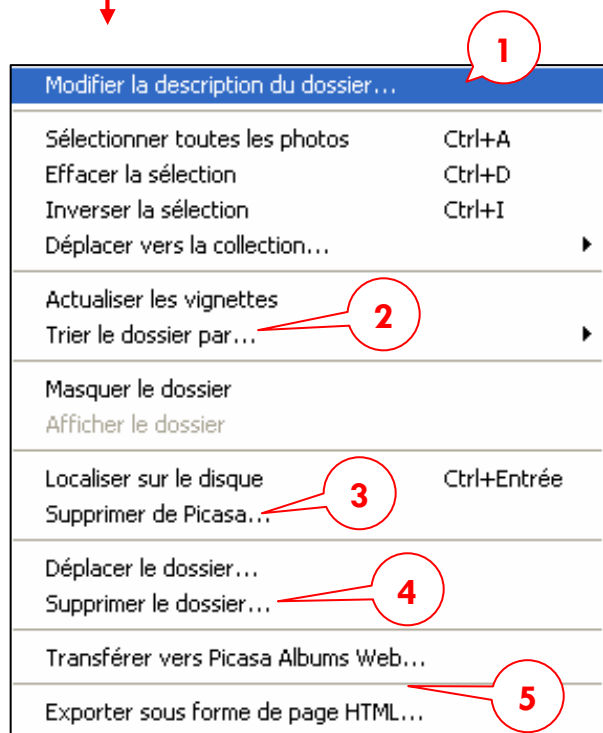 1
Modifier la description du dossier...
Sélectionner toutes les photos Ctrl+A
Effacer la sélection Ctrl+D
Inverser la sélection Ctrl+I
Déplacer vers la collection...
Actualiser les vignettes
2
Trier le dossier par...
Masquer le dossier
Afficher le dossier
Localiser sur le disque Ctrl+Entrée
3
Supprimer de Picasa...
Déplacer le dossier...
4
Supprimer le dossier...
Transférer vers Picasa Albums Web...
5
Exporter sous forme de page HTML...